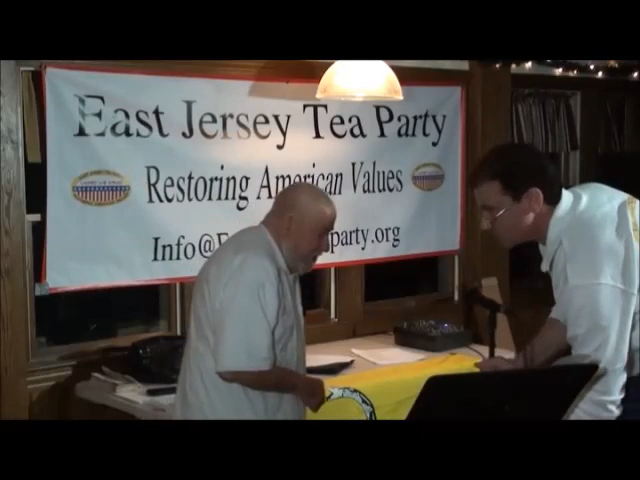 East Jersey Tea Party
Restoring American Values
Info@E party.org